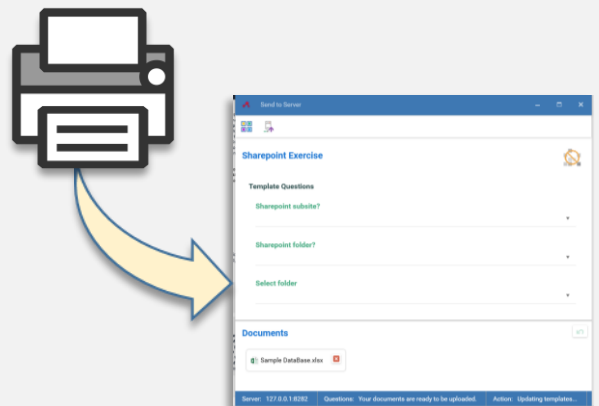 Send to Server
Sharepoint Exercise
Template Questions
Sharepoint subsite?
Sharepoint folder?
Select folder
Documents
Sample DataBase.xlsx
Server: 127.0.0.1:8282 Questions: Your documents are ready to be uploaded. Action: Updating templates...